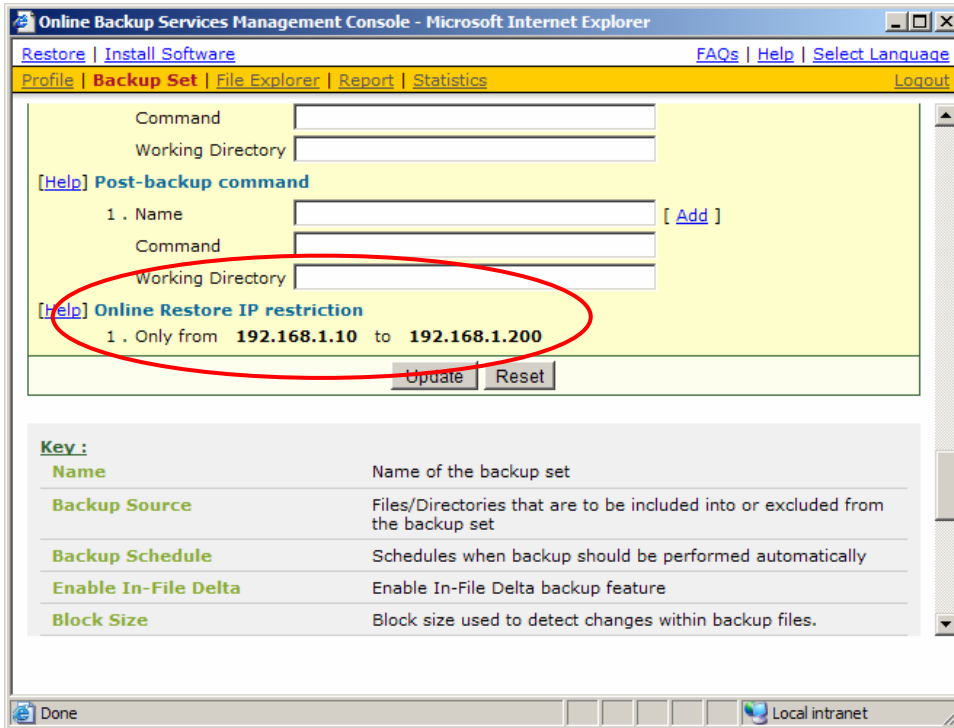 Online Backup Services Management Console - Microsoft Internet Explorer
Restore | Install Software FAQs | Help | Select Language
Profile | Backup Set | File Explorer | Report | Statistics Logout
Command
Working Directory
[Help] Post-backup command
1 . Name [ Add ]
Command
Working Directory
[Help] Online Restore IP restriction
1 . Only from 192.168.1.10 to 192.168.1.200
Update Reset
Key :
Name Name of the backup set
Backup Source Files/Directories that are to be included into or excluded from
the backup set
Backup Schedule Schedules when backup should be performed automatically
Enable In-File Delta Enable In-File Delta backup feature
Block Size Block size used to detect changes within backup files.
Done Local intranet